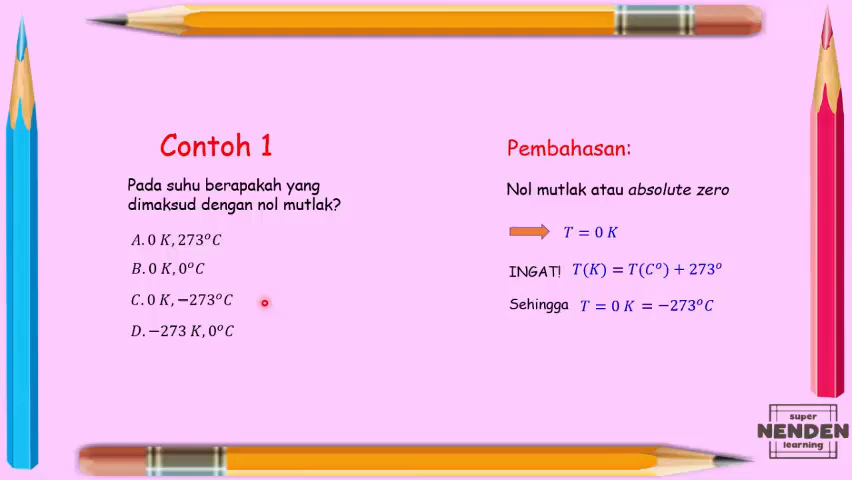 Contoh 1
Pada suhu berapakah yang
dimaksud dengan nol mutlak?
A. 0 K, 273°C
B. 0 K, 0°C
C. 0 K, −273°C
D. −273 K, 0°C
Pembahasan:
Nol mutlak atau absolute zero
T = 0 K
INGAT! T(K) = T(C°) + 273°
Sehingga T = 0 K = −273°C
super
NENDEN
learning